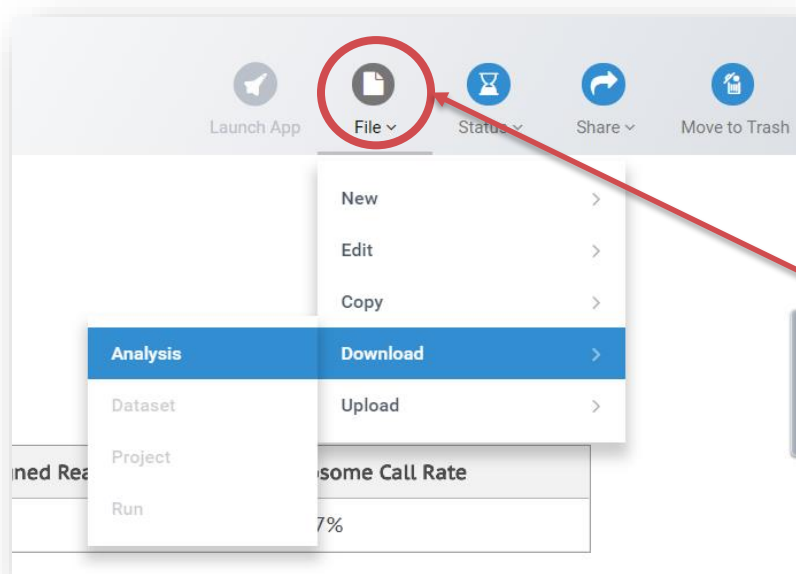 Launch App File Status Share Move to Trash
New
Edit
Copy
Analysis Download
Dataset Upload
Project
Call Rate
Run
7%